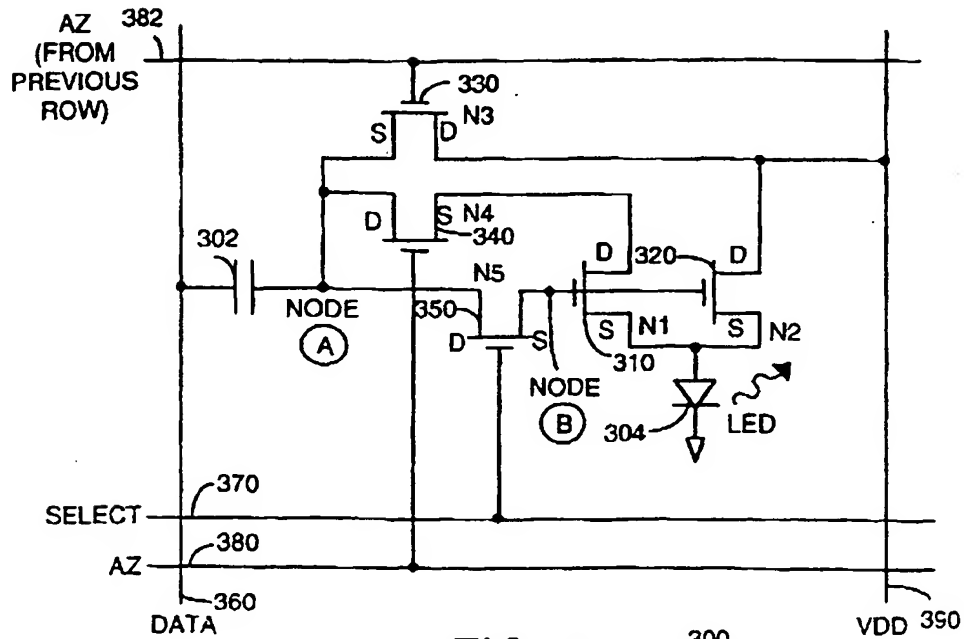 AZ 382
(FROM
PREVIOUS
ROW)
330
N3
S D
D S N4
340
302
N5
320 D
D
NODE
A
350
D S
S N1
S N2
310
NODE
B
304
LED
SELECT 370
380
AZ
360
DATA
VDD 390
300